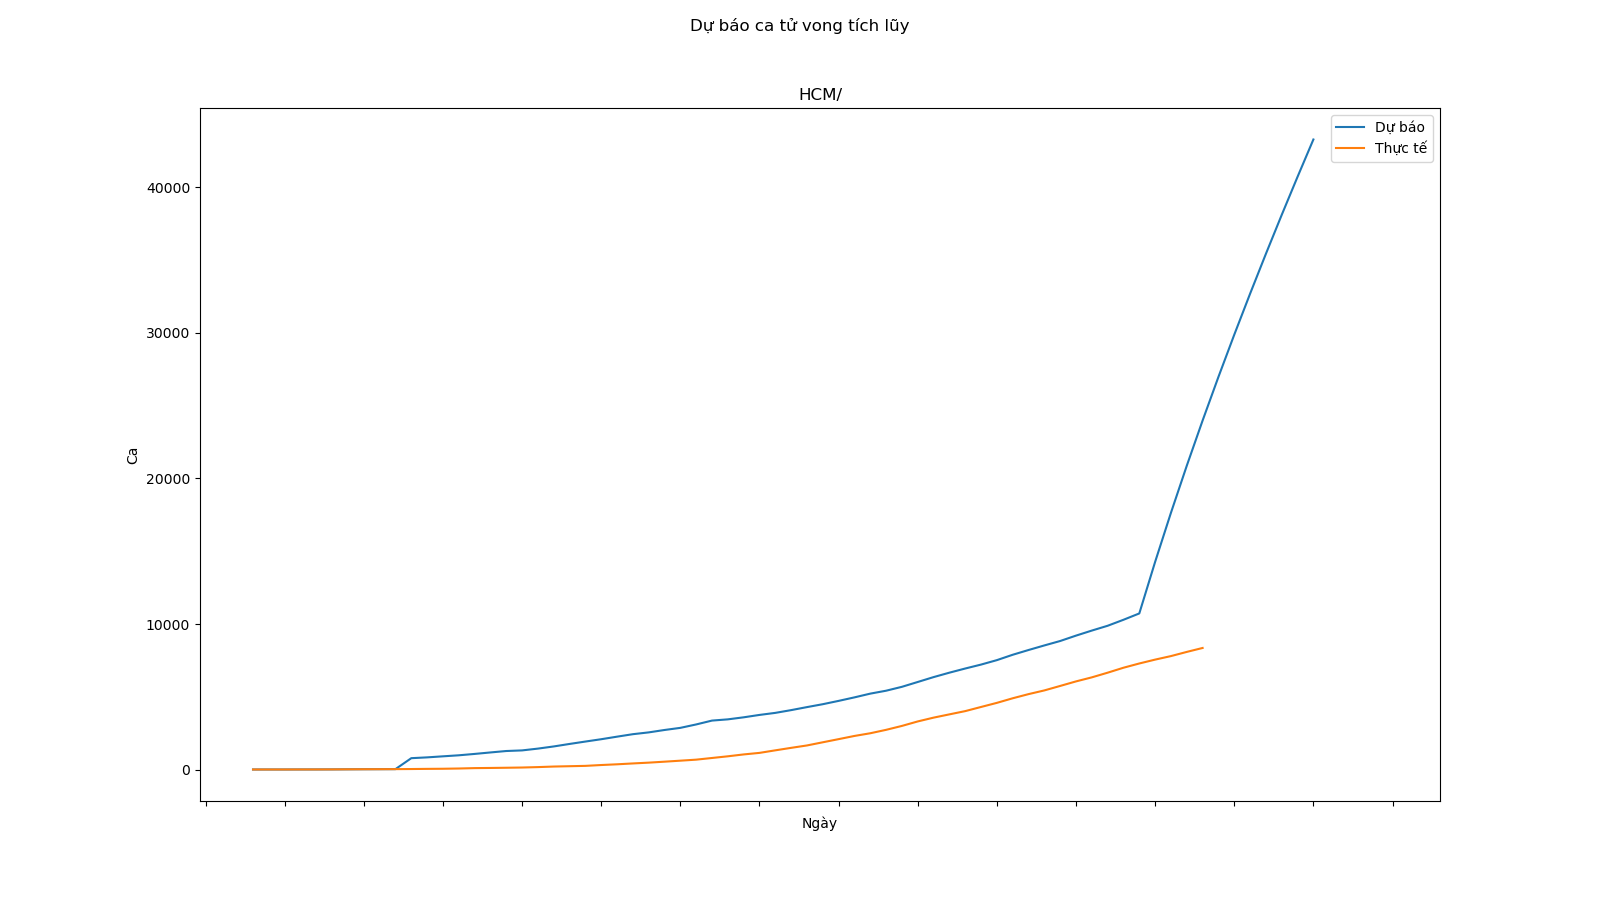 Dự báo ca tử vong tích lũy
HCM/
Dự báo
Thực tế
40000
30000
20000
10000
0
Ca
Ngày